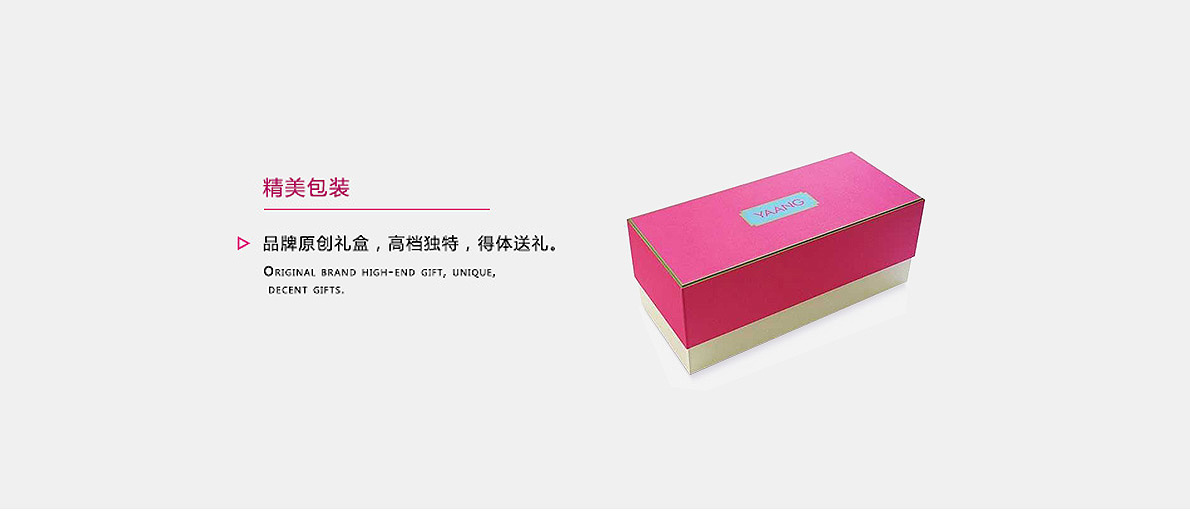 精美包装
品牌原创礼盒，高档独特，得体送礼。
Original brand high-end gift, unique,
decent gifts.
YAANG